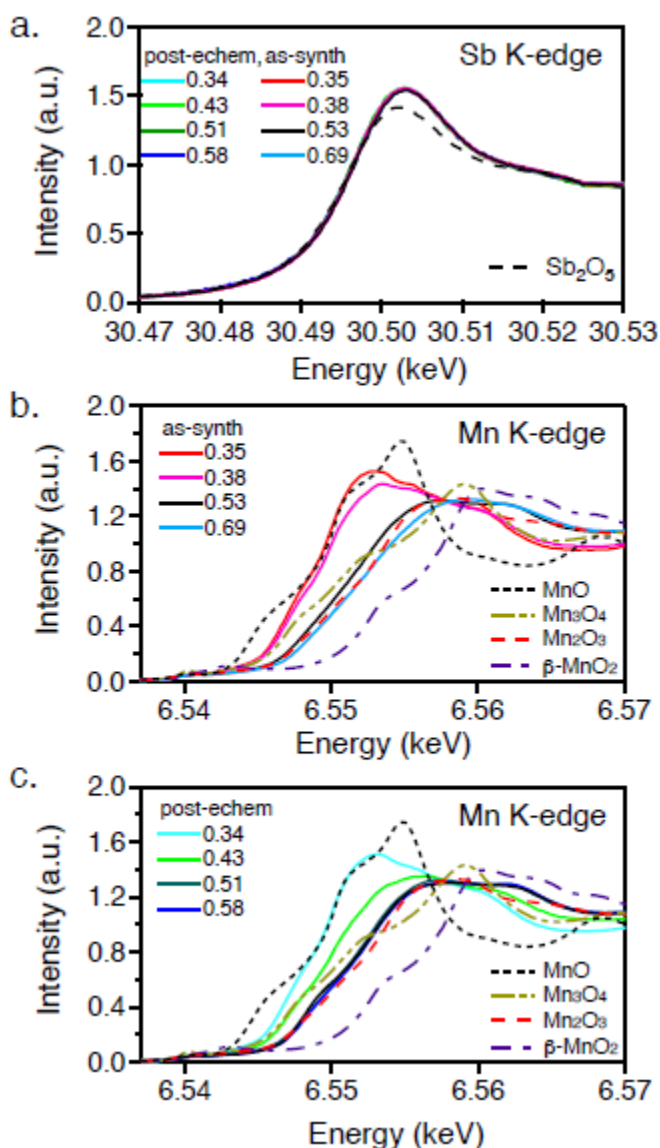 a.
Sb K-edge
post-echem, as-synth
0.34 0.35
0.43 0.38
0.51 0.53
0.58 0.69
Sb₂O₅
2.0
1.5
1.0
0.5
0.0
Intensity (a.u.)
30.47 30.48 30.49 30.50 30.51 30.52 30.53
Energy (keV)
b.
Mn K-edge
as-synth
0.35
0.38
0.53
0.69
MnO
Mn₃O₄
Mn₂O₃
β-MnO₂
2.0
1.6
1.2
0.8
0.4
0.0
Intensity (a.u.)
6.54 6.55 6.56 6.57
Energy (keV)
c.
Mn K-edge
post-echem
0.34
0.43
0.51
0.58
MnO
Mn₃O₄
Mn₂O₃
β-MnO₂
2.0
1.6
1.2
0.8
0.4
0.0
Intensity (a.u.)
6.54 6.55 6.56 6.57
Energy (keV)